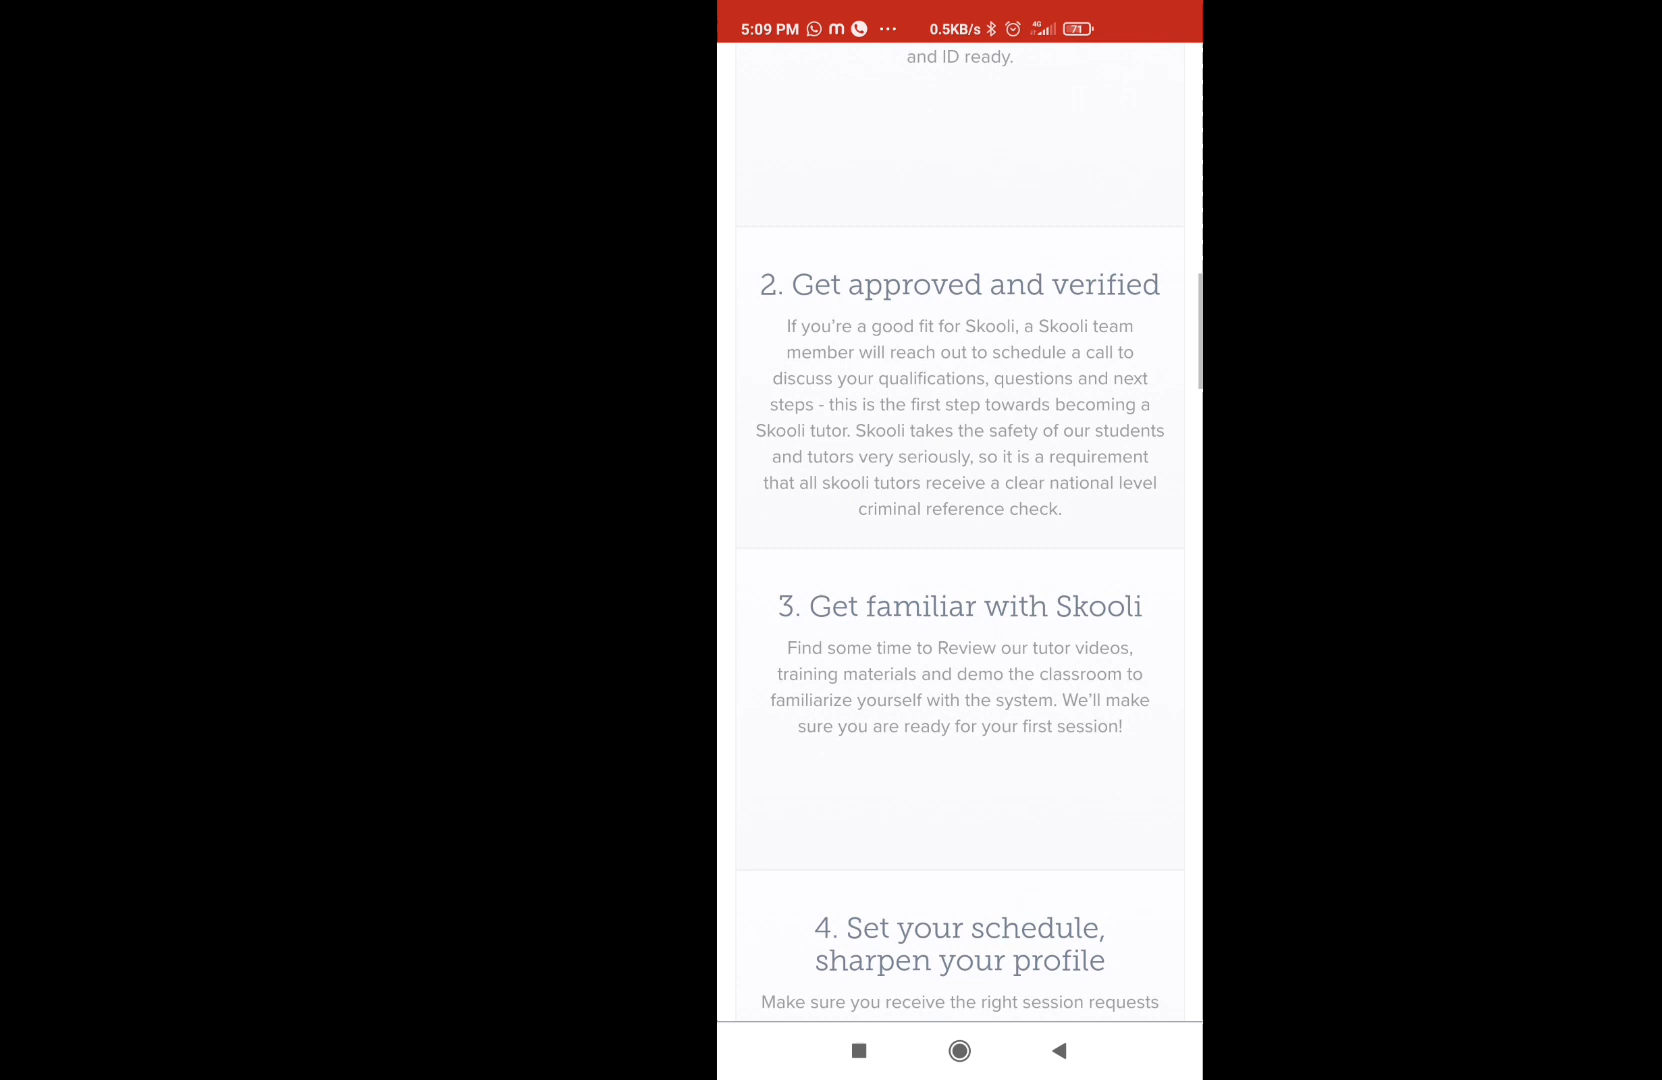 5:09 PM m ... 0.5KB/s 4G 71
and ID ready.
2. Get approved and verified
If you’re a good fit for Skooli, a Skooli team
member will reach out to schedule a call to
discuss your qualifications, questions and next
steps - this is the first step towards becoming a
Skooli tutor. Skooli takes the safety of our students
and tutors very seriously, so it is a requirement
that all skooli tutors receive a clear national level
criminal reference check.
3. Get familiar with Skooli
Find some time to Review our tutor videos,
training materials and demo the classroom to
familiarize yourself with the system. We’ll make
sure you are ready for your first session!
4. Set your schedule,
sharpen your profile
Make sure you receive the right session requests